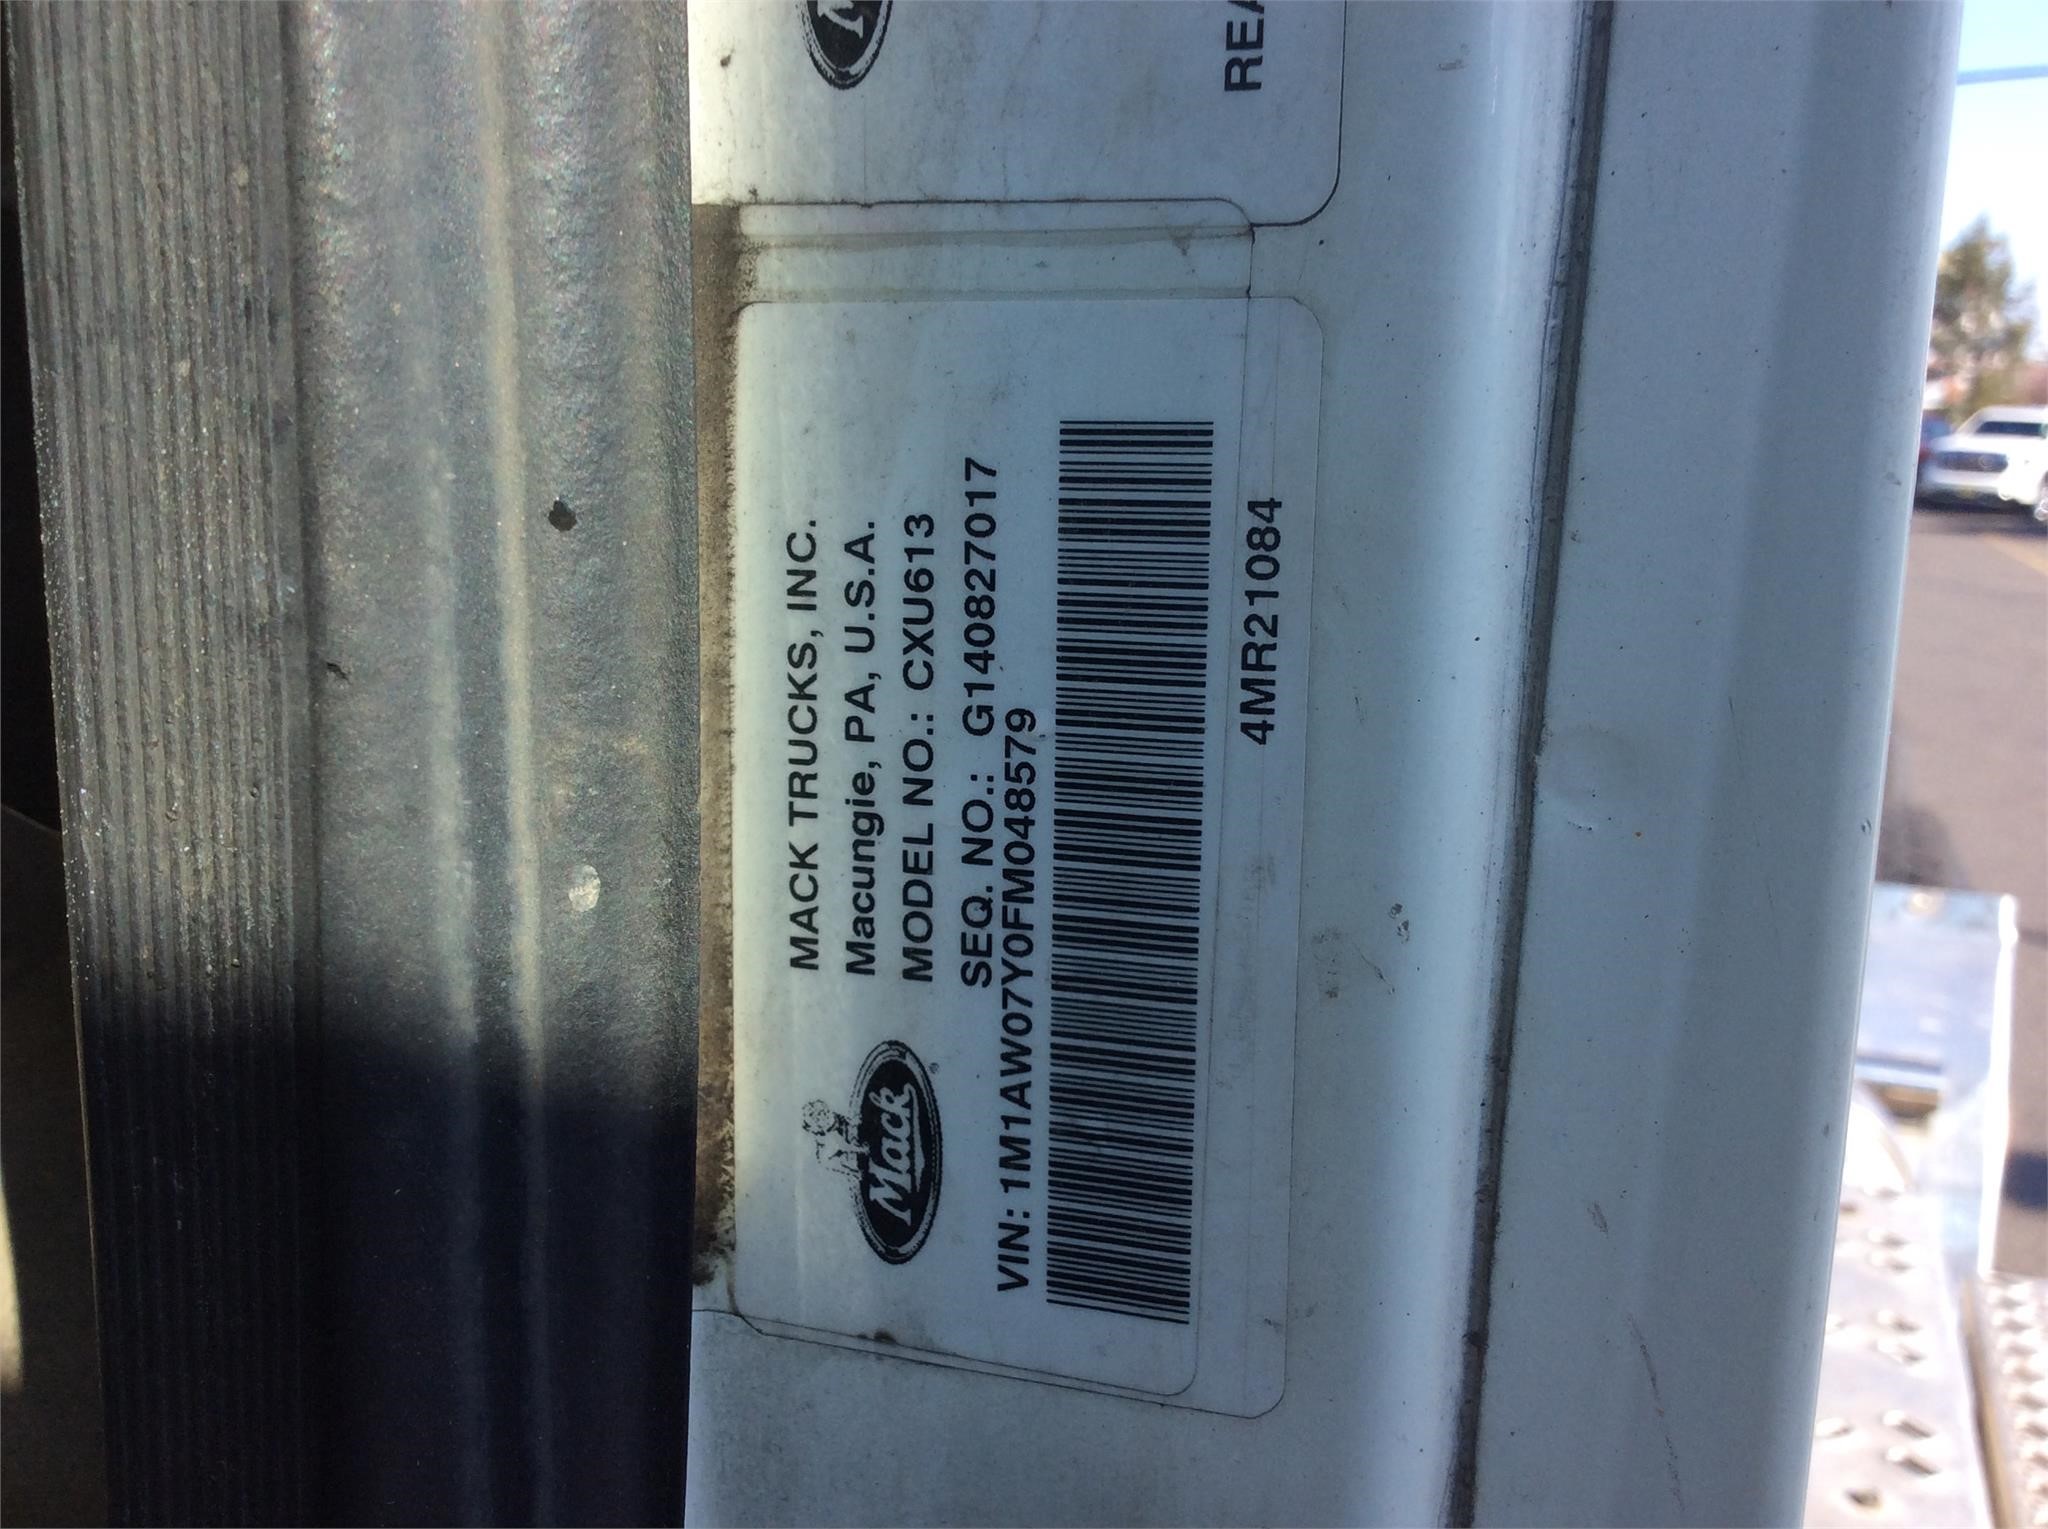 REA
MACK TRUCKS, INC.
Macungie, PA, U.S.A.
MODEL NO.: CXU613
SEQ. NO.: G140827017
Mack
VIN: 1M1AW07Y0FM048579
4MR21084